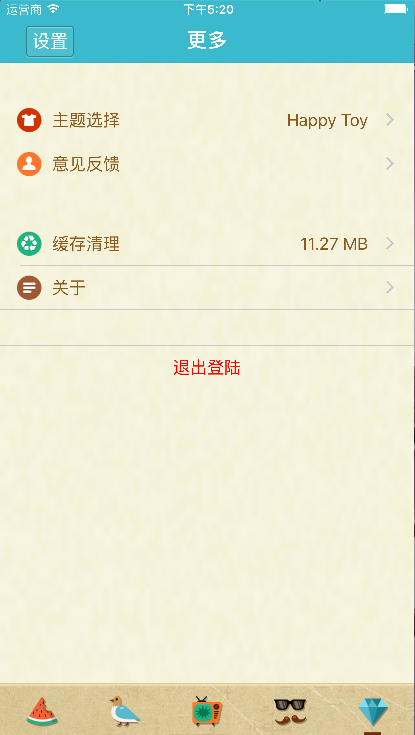 运营商 下午5:20
设置 更多
主题选择 Happy Toy
意见反馈
缓存清理 11.27 MB
关于
退出登陆